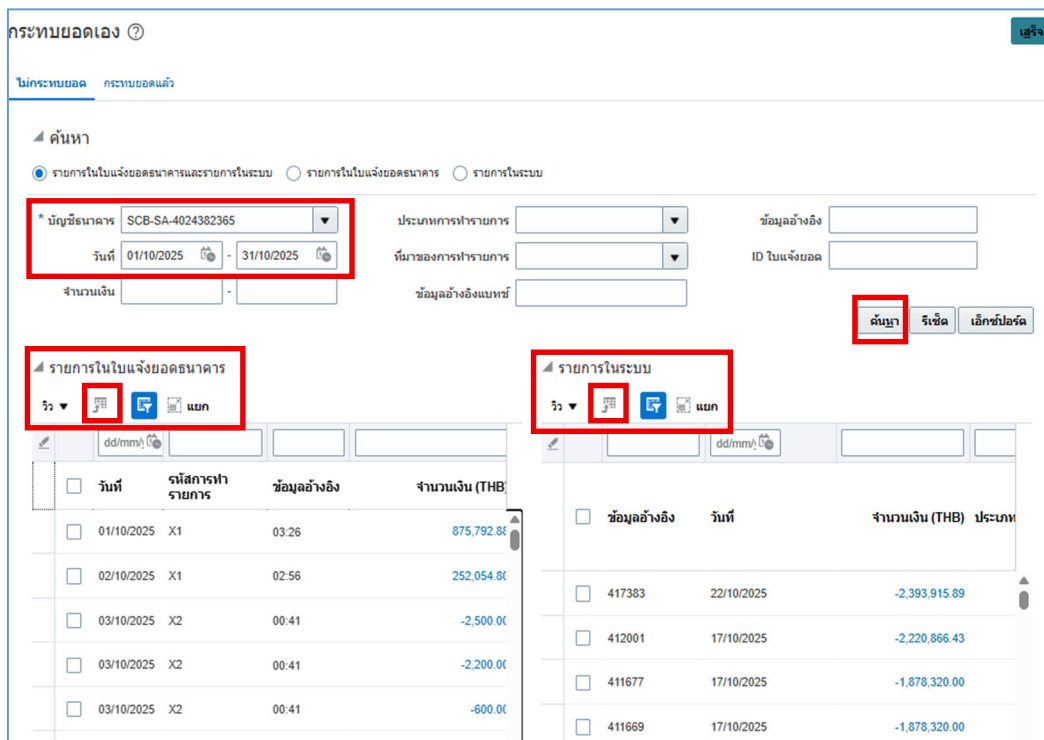 กระทบยอดเอง
ไม่กระทบยอด กระทบยอดแล้ว
ค้นหา
รายการในใบแจ้งยอดธนาคารและรายการในระบบ รายการในใบแจ้งยอดธนาคาร รายการในระบบ
* บัญชีธนาคาร SCB-SA-4024382365 ประเภทการทำรายการ ข้อมูลอ้างอิง
วันที่ 01/10/2025 - 31/10/2025 ที่มาของการทำรายการ ID ใบแจ้งยอด
จำนวนเงิน - ข้อมูลอ้างอิงแบทช์
ค้นหา รีเซ็ต เอ็กซ์ปอร์ต
รายการในใบแจ้งยอดธนาคาร
วิว แยก
dd/mm/
วันที่ รหัสการทำรายการ ข้อมูลอ้างอิง จำนวนเงิน (THB)
01/10/2025 X1 03:26 875,792.88
02/10/2025 X1 02:56 252,054.80
03/10/2025 X2 00:41 -2,500.00
03/10/2025 X2 00:41 -2,200.00
03/10/2025 X2 00:41 -600.00
รายการในระบบ
วิว แยก
dd/mm/
ข้อมูลอ้างอิง วันที่ จำนวนเงิน (THB) ประเภท
417383 22/10/2025 -2,393,915.89
412001 17/10/2025 -2,220,866.43
411677 17/10/2025 -1,878,320.00
411669 17/10/2025 -1,878,320.00